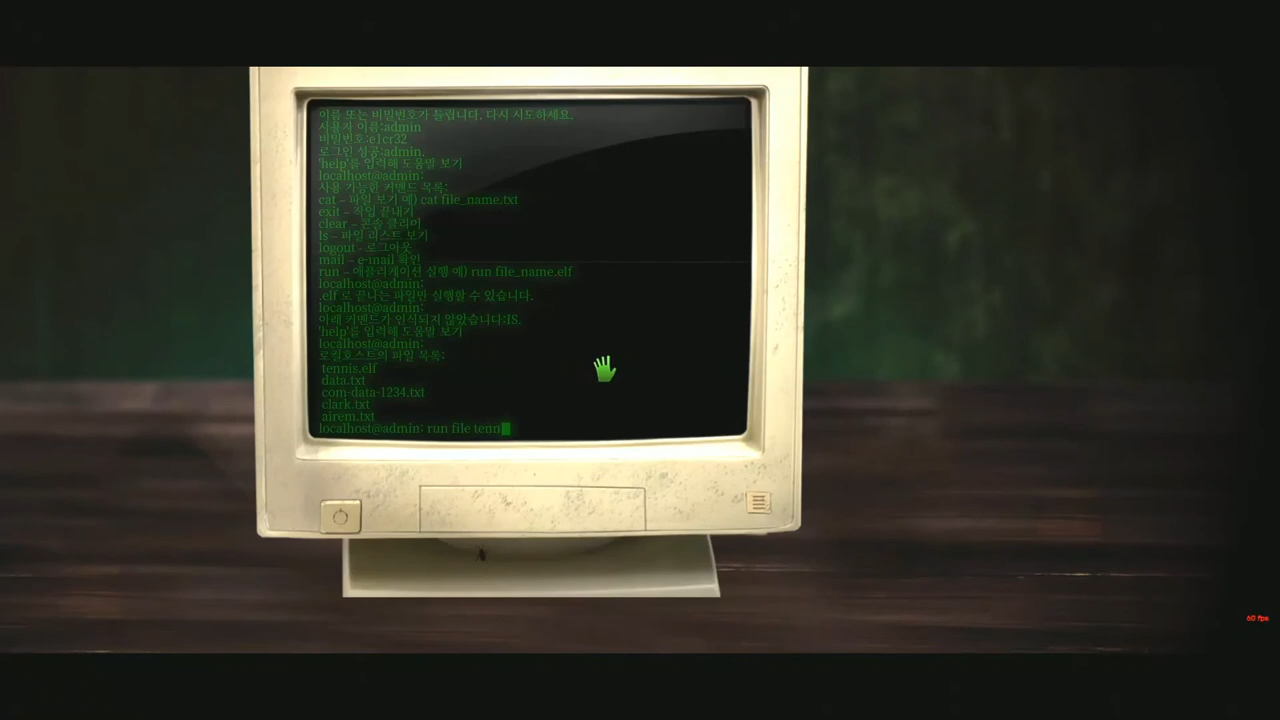 이름 또는 비밀번호가 틀립니다. 다시 시도하세요.
사용자 이름:admin
비밀번호:e1cr32
로그인 성공:admin.
'help'를 입력해 도움말 보기
localhost@admin:
사용 가능한 커맨드 목록:
cat – 파일 보기 예) cat file_name.txt
exit – 작업 끝내기
clear – 콘솔 클리어
ls – 파일 리스트 보기
logout - 로그아웃
mail – e-mail 확인
run – 애플리케이션 실행 예) run file_name.elf
localhost@admin:
.elf 로 끝나는 파일만 실행할 수 있습니다.
localhost@admin:
아래 커맨드가 인식되지 않았습니다:IS.
'help'를 입력해 도움말 보기
localhost@admin:
로컬호스트의 파일 목록:
tennis.elf
data.txt
com-data-1234.txt
clark.txt
airem.txt
localhost@admin: run file tenn
60 fps